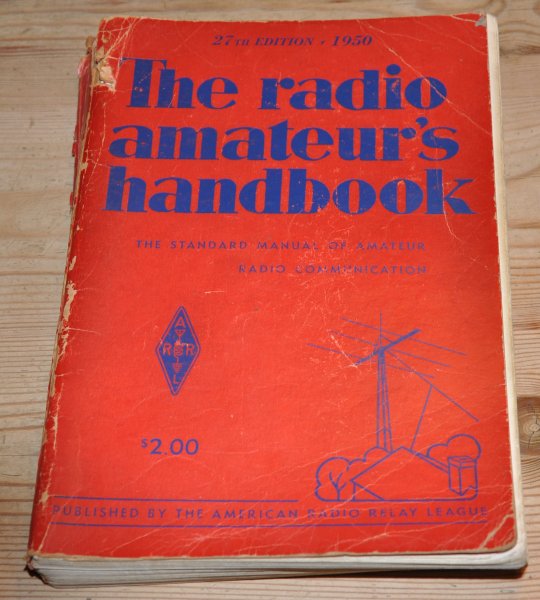 27TH EDITION • 1950
The radio
amateur's
handbook
THE STANDARD MANUAL OF AMATEUR
RADIO COMMUNICATION
A
R R
L
$2.00
PUBLISHED BY THE AMERICAN RADIO RELAY LEAGUE